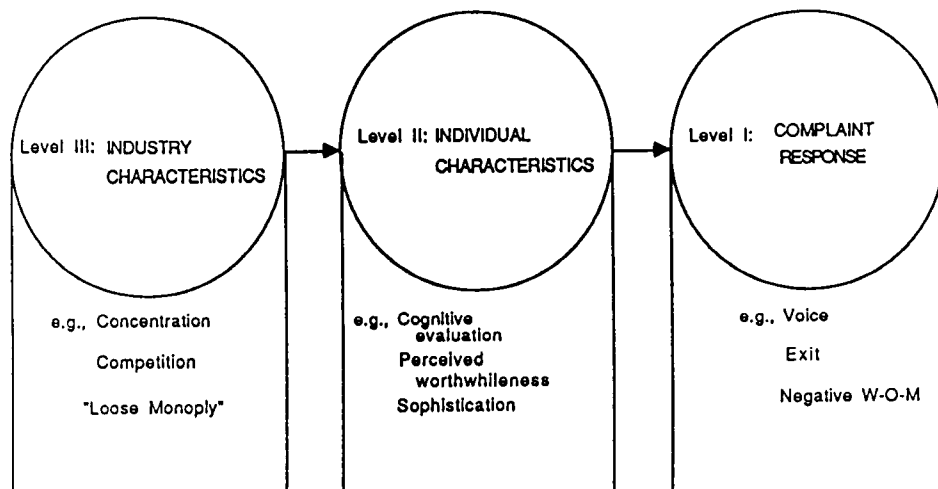 Level III: INDUSTRY
CHARACTERISTICS
e.g., Concentration
Competition
"Loose Monoply"
Level II: INDIVIDUAL
CHARACTERISTICS
e.g., Cognitive
evaluation
Perceived
worthwhileness
Sophistication
Level I: COMPLAINT
RESPONSE
e.g., Voice
Exit
Negative W-O-M